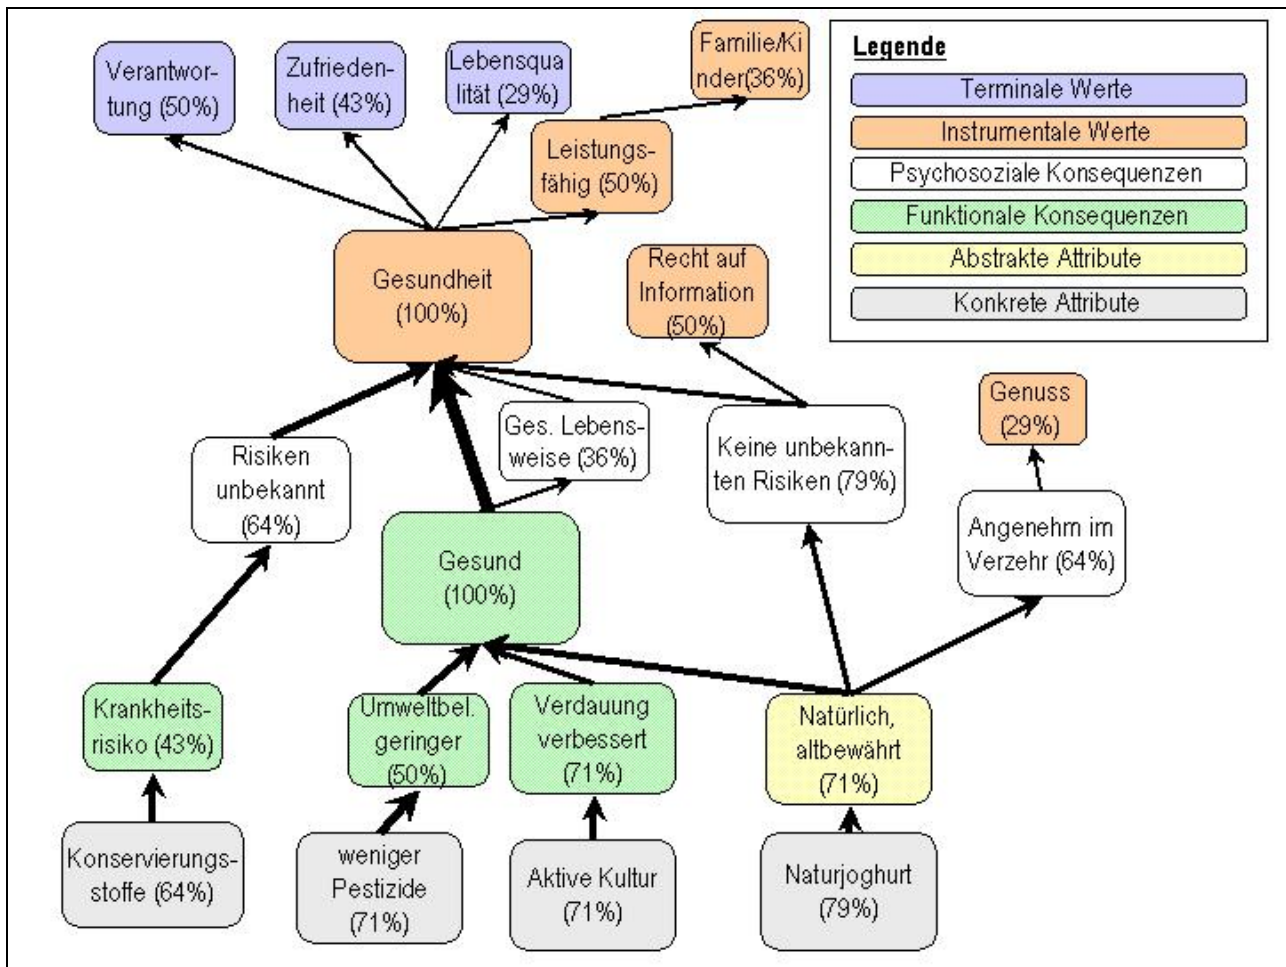 Verantwor-
tung (50%)
Zufrieden-
heit (43%)
Lebensqua
lität (29%)
Familie/Ki
nder(36%)
Leistungs-
fähig (50%)
Legende
Terminale Werte
Instrumentale Werte
Psychosoziale Konsequenzen
Funktionale Konsequenzen
Abstrakte Attribute
Konkrete Attribute
Gesundheit
(100%)
Recht auf
Information
(50%)
Genuss
(29%)
Risiken
unbekannt
(64%)
Ges. Lebens-
weise (36%)
Keine unbekann-
ten Risiken (79%)
Angenehm im
Verzehr (64%)
Gesund
(100%)
Krankheits-
risiko (43%)
Umweltbel.
geringer
(50%)
Verdauung
verbessert
(71%)
Natürlich,
altbewährt
(71%)
Konservierungs-
stoffe (64%)
weniger
Pestizide
(71%)
Aktive Kultur
(71%)
Naturjoghurt
(79%)